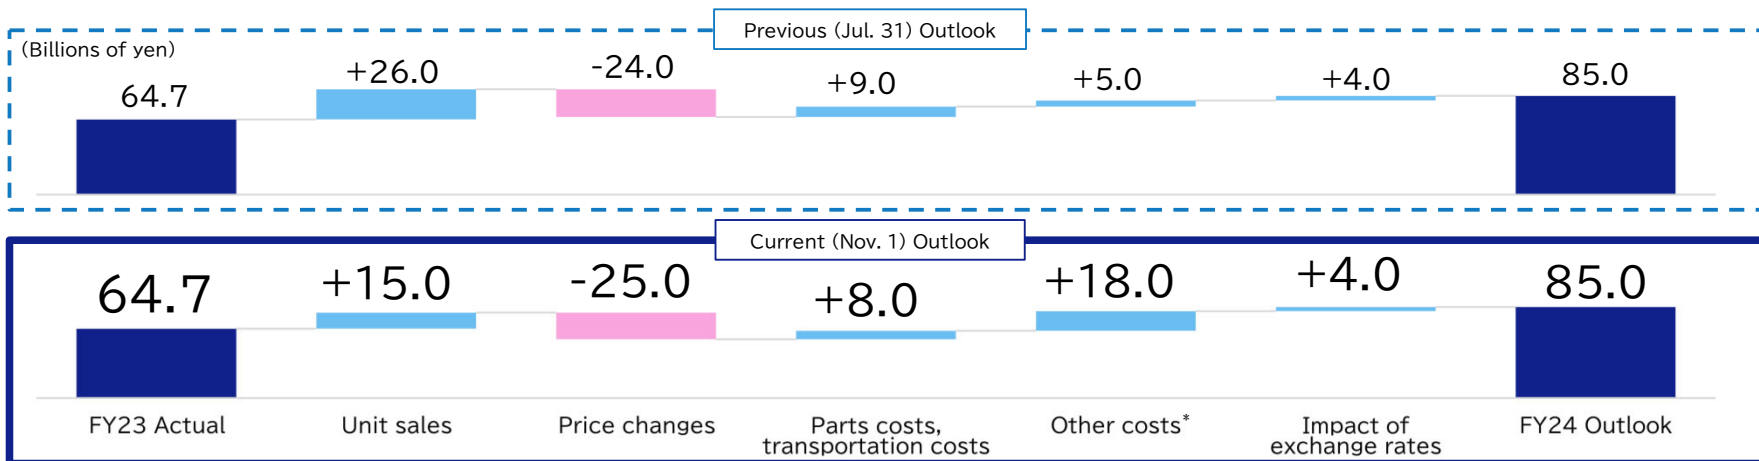 Previous (Jul. 31) Outlook
(Billions of yen)
64.7
+26.0
-24.0
+9.0
+5.0
+4.0
85.0
Current (Nov. 1) Outlook
64.7
+15.0
-25.0
+8.0
+18.0
+4.0
85.0
FY23 Actual
Unit sales
Price changes
Parts costs,
transportation costs
Other costs*
Impact of
exchange rates
FY24 Outlook